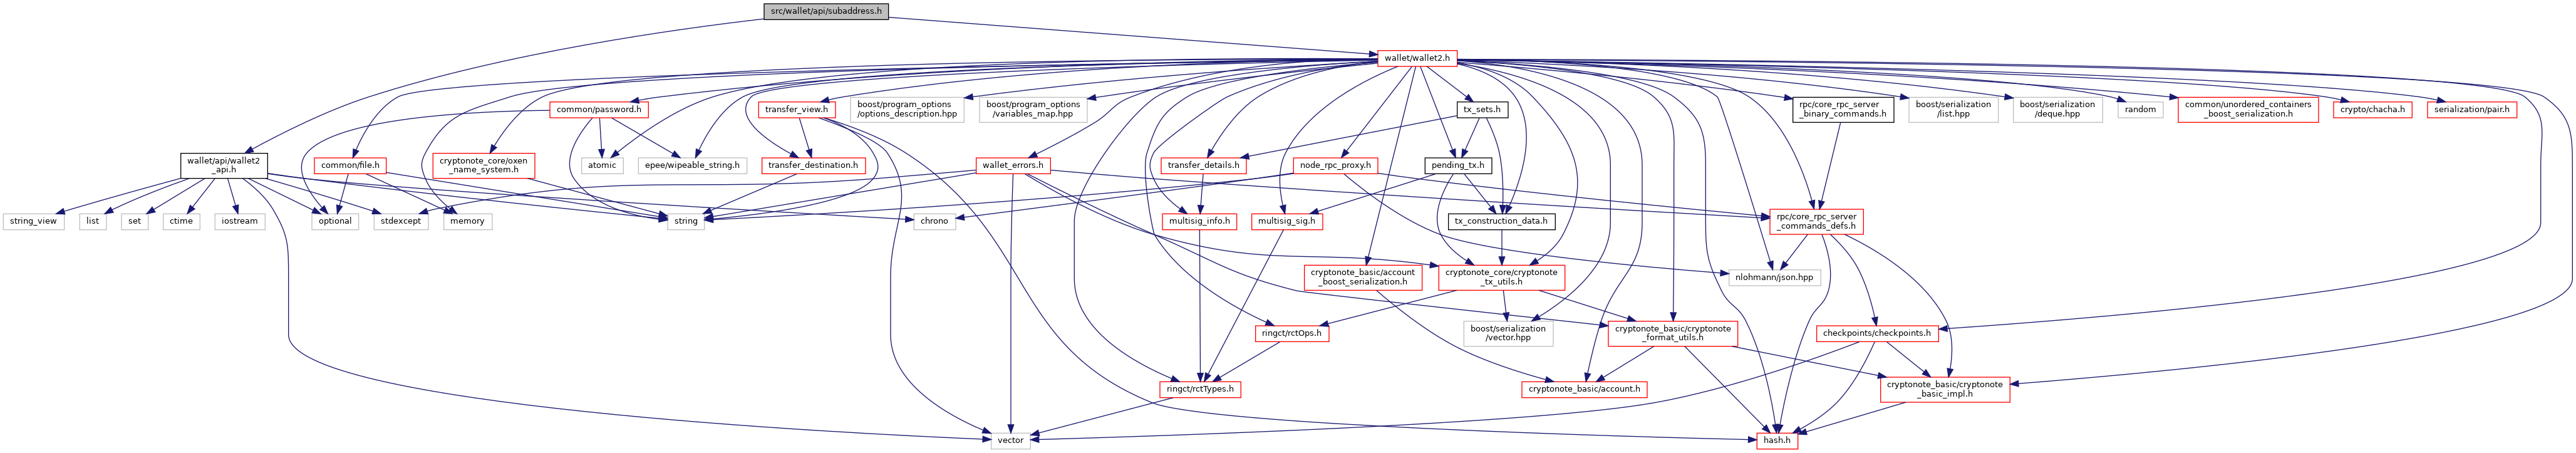 src/wallet/api/subaddress.h
wallet/wallet2.h
common/password.h
transfer_view.h
boost/program_options
/options_description.hpp
boost/program_options
/variables_map.hpp
tx_sets.h
rpc/core_rpc_server
_binary_commands.h
boost/serialization
/list.hpp
boost/serialization
/deque.hpp
random
common/unordered_containers
_boost_serialization.h
crypto/chacha.h
serialization/pair.h
wallet/api/wallet2
_api.h
common/file.h
cryptonote_core/oxen
_name_system.h
atomic
epee/wipeable_string.h
transfer_destination.h
wallet_errors.h
transfer_details.h
node_rpc_proxy.h
pending_tx.h
string_view
list
set
ctime
iostream
optional
stdexcept
memory
string
chrono
multisig_info.h
multisig_sig.h
tx_construction_data.h
rpc/core_rpc_server
_commands_defs.h
cryptonote_basic/account
_boost_serialization.h
cryptonote_core/cryptonote
_tx_utils.h
nlohmann/json.hpp
ringct/rctOps.h
boost/serialization
/vector.hpp
cryptonote_basic/cryptonote
_format_utils.h
checkpoints/checkpoints.h
ringct/rctTypes.h
cryptonote_basic/account.h
cryptonote_basic/cryptonote
_basic_impl.h
vector
hash.h